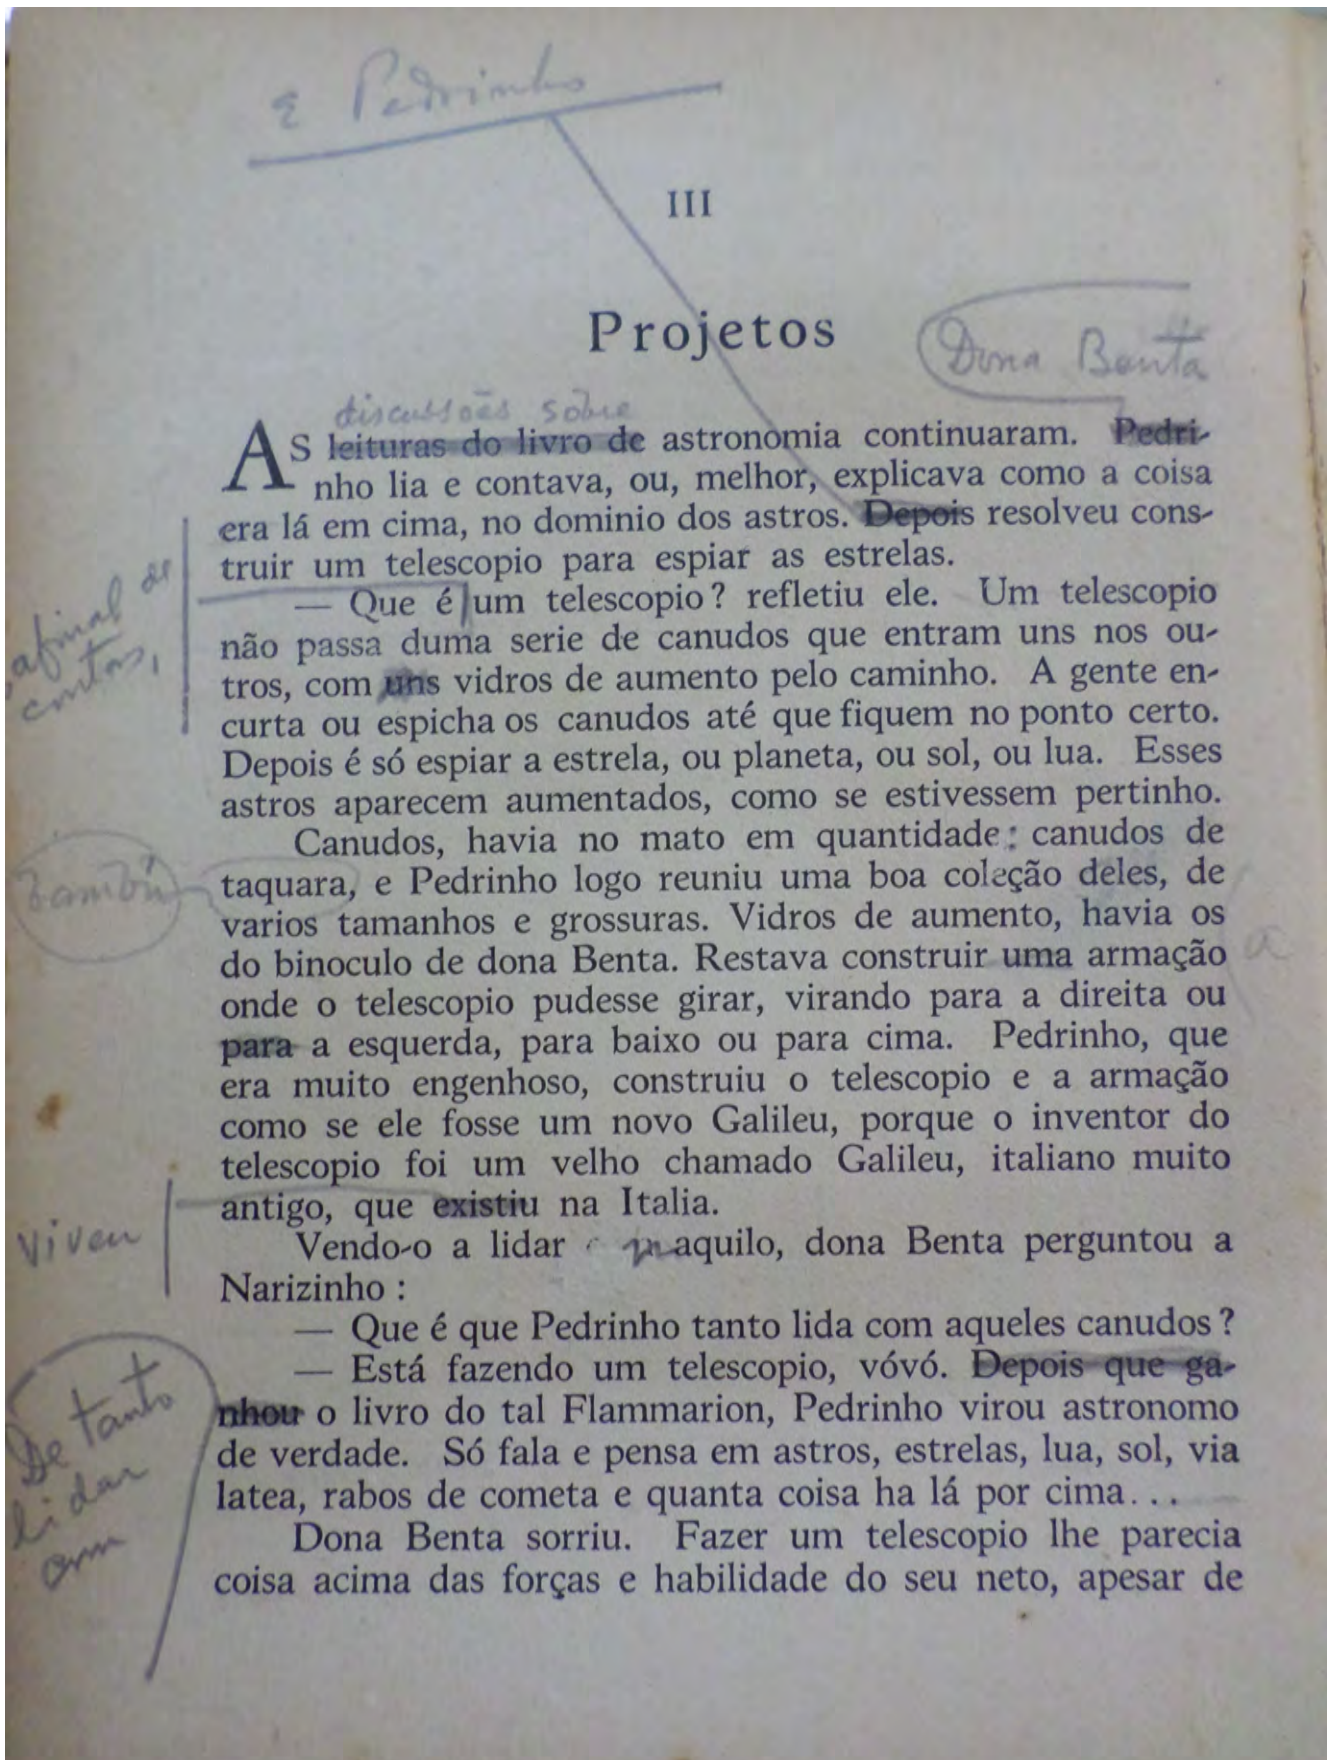 e Pedrinho
III
Projetos
Dona Benta
discussões sôbre
AS leituras do livro de astronomia continuaram. Pedri-
nho lia e contava, ou, melhor, explicava como a coisa
era lá em cima, no dominio dos astros. Depois resolveu cons-
truir um telescopio para espiar as estrelas.
— Que é um telescopio? refletiu ele. Um telescopio
, afinal de
contas,
não passa duma serie de canudos que entram uns nos ou-
tros, com uns vidros de aumento pelo caminho. A gente en-
curta ou espicha os canudos até que fiquem no ponto certo.
Depois é só espiar a estrela, ou planeta, ou sol, ou lua. Esses
astros aparecem aumentados, como se estivessem pertinho.
Canudos, havia no mato em quantidade: canudos de
bambú
taquara, e Pedrinho logo reuniu uma boa coleção deles, de
varios tamanhos e grossuras. Vidros de aumento, havia os
do binoculo de dona Benta. Restava construir uma armação
a
onde o telescopio pudesse girar, virando para a direita ou
para a esquerda, para baixo ou para cima. Pedrinho, que
era muito engenhoso, construiu o telescopio e a armação
como se ele fosse um novo Galileu, porque o inventor do
telescopio foi um velho chamado Galileu, italiano muito
antigo, que existiu na Italia.
viveu
Vendo-o a lidar aquilo, dona Benta perguntou a
Narizinho:
— Que é que Pedrinho tanto lida com aqueles canudos?
— Está fazendo um telescopio, vóvó. Depois que ga-
nhou o livro do tal Flammarion, Pedrinho virou astronomo
De tanto
lidar
com
de verdade. Só fala e pensa em astros, estrelas, lua, sol, via
latea, rabos de cometa e quanta coisa ha lá por cima...
Dona Benta sorriu. Fazer um telescopio lhe parecia
coisa acima das forças e habilidade do seu neto, apesar de